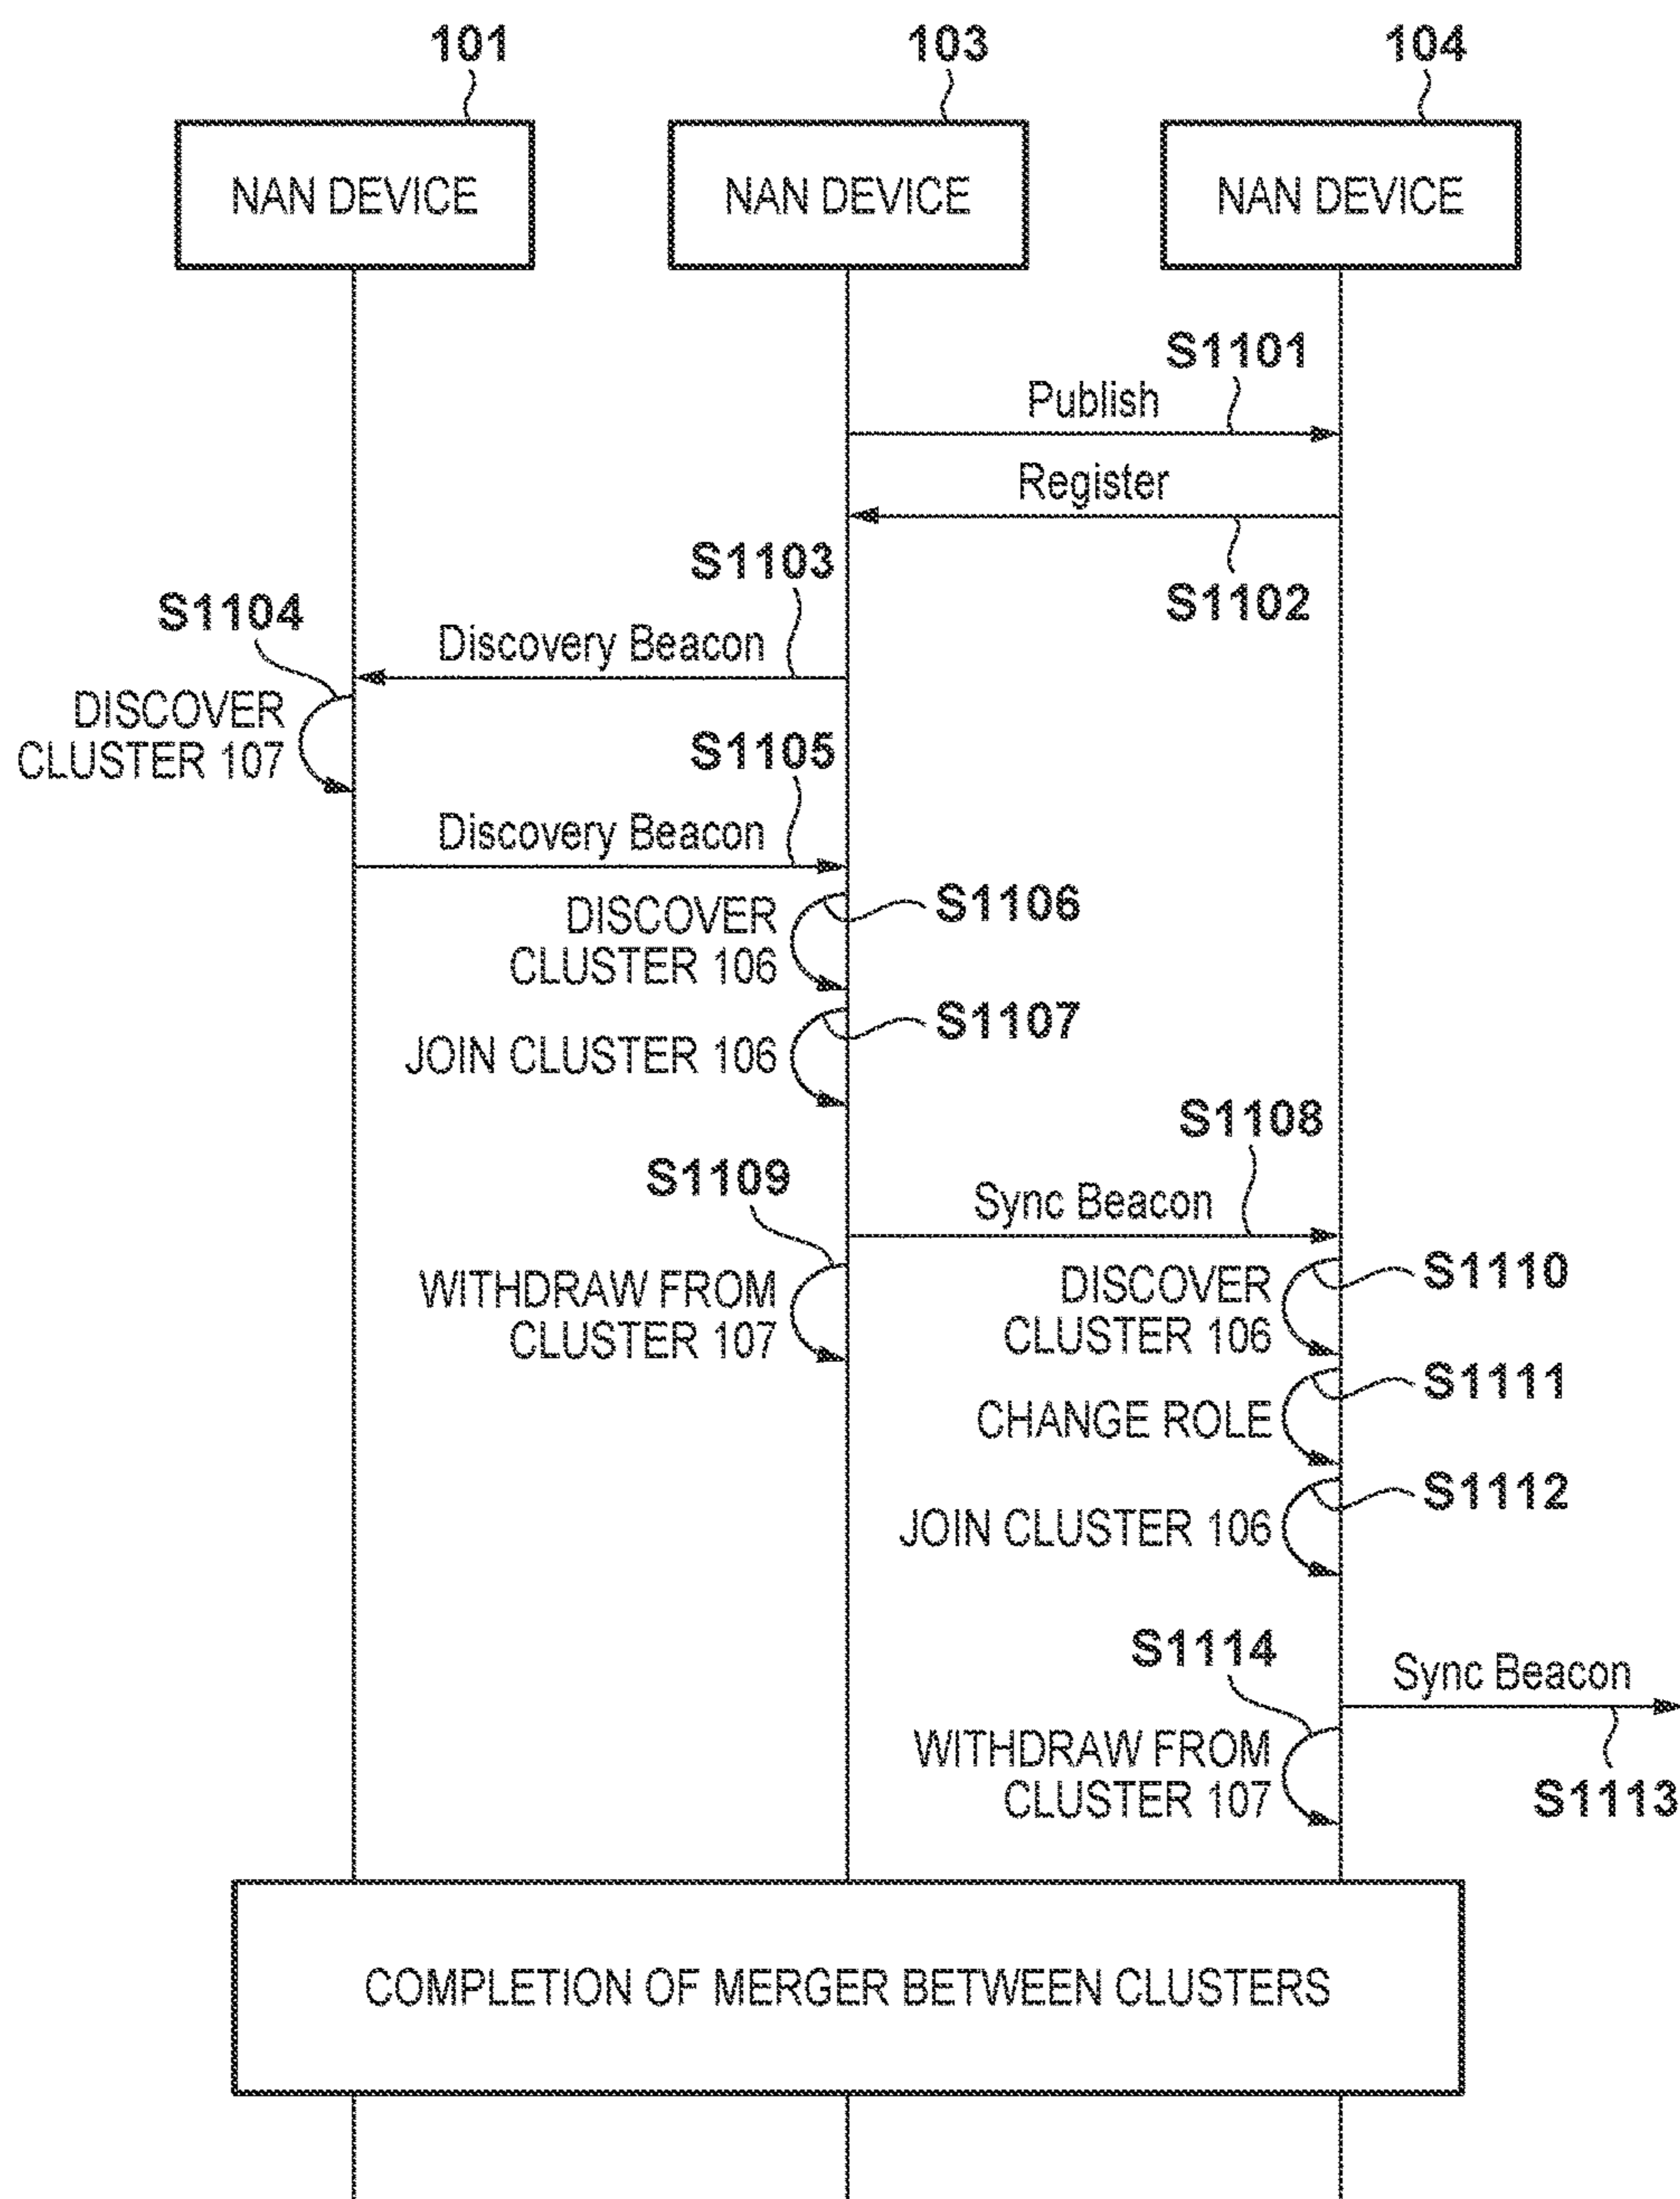 101
103
104
NAN DEVICE
NAN DEVICE
NAN DEVICE
S1101
Publish
Register
S1102
S1103
Discovery Beacon
S1104
DISCOVER
CLUSTER 107
S1105
Discovery Beacon
S1106
DISCOVER
CLUSTER 106
S1107
JOIN CLUSTER 106
S1108
Sync Beacon
S1109
WITHDRAW FROM
CLUSTER 107
S1110
DISCOVER
CLUSTER 106
S1111
CHANGE ROLE
S1112
JOIN CLUSTER 106
S1114
Sync Beacon
WITHDRAW FROM
CLUSTER 107
S1113
COMPLETION OF MERGER BETWEEN CLUSTERS